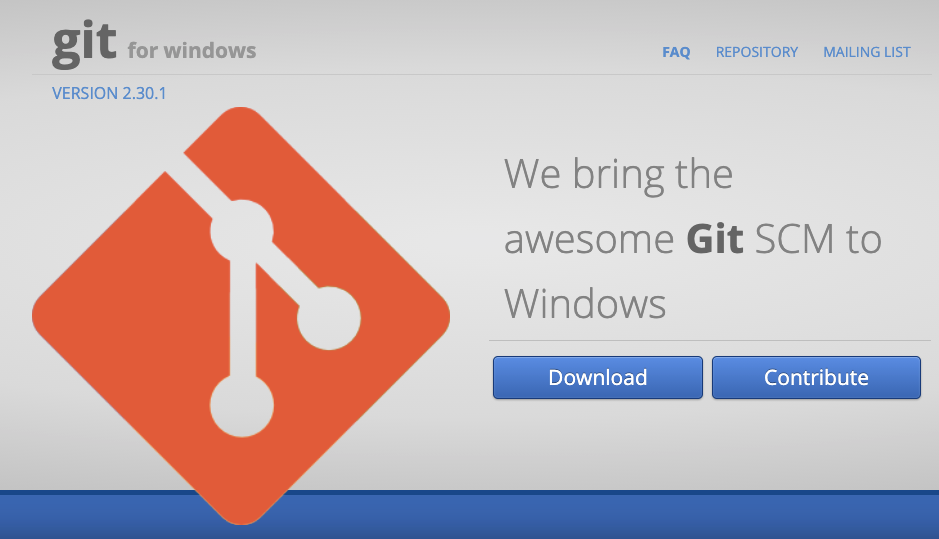 git for windows
FAQ REPOSITORY MAILING LIST
VERSION 2.30.1
We bring the
awesome Git SCM to
Windows
Download Contribute